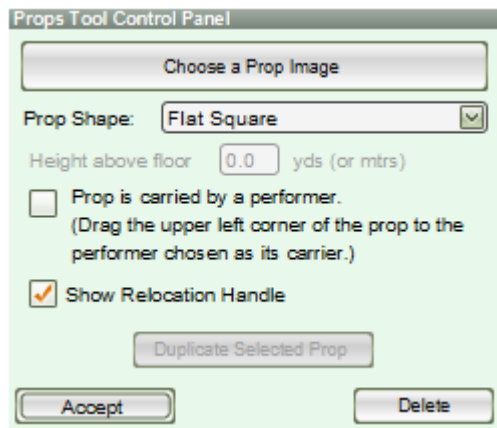 Props Tool Control Panel
Choose a Prop Image
Prop Shape: Flat Square
Height above floor 0.0 yds (or mtrs)
Prop is carried by a performer.
(Drag the upper left corner of the prop to the
performer chosen as its carrier.)
Show Relocation Handle
Duplicate Selected Prop
Accept Delete